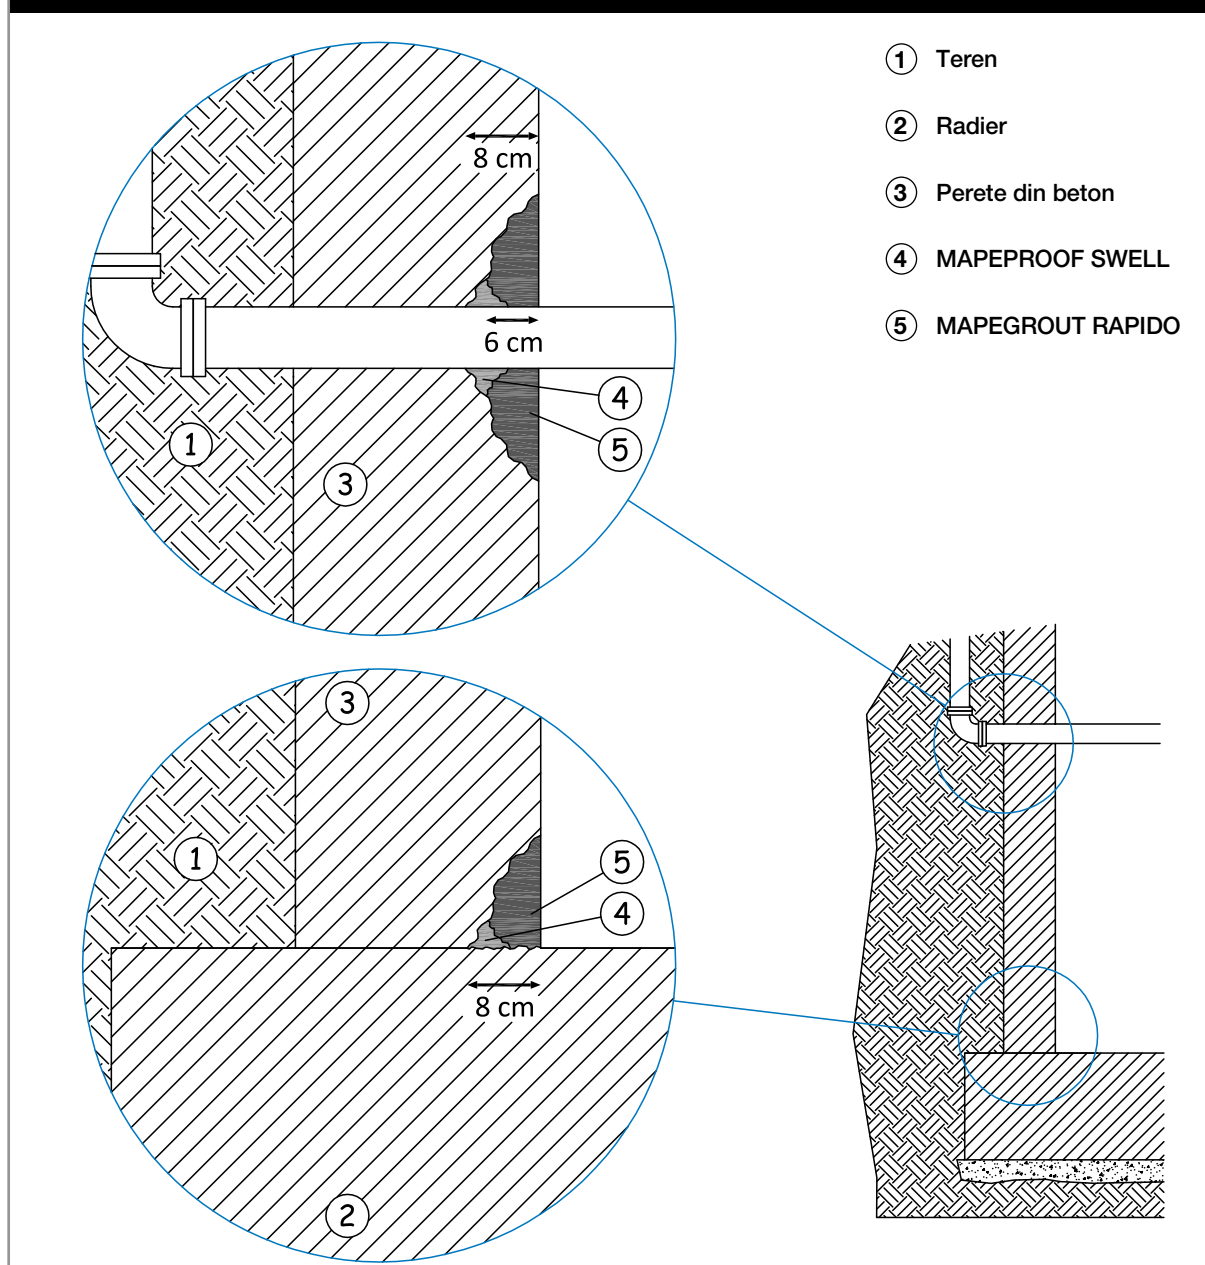 1 Teren
2 Radier
3 Perete din beton
4 MAPEPROOF SWELL
5 MAPEGROUT RAPIDO
8 cm
6 cm
4
5
1
3
3
1
5
4
8 cm
2